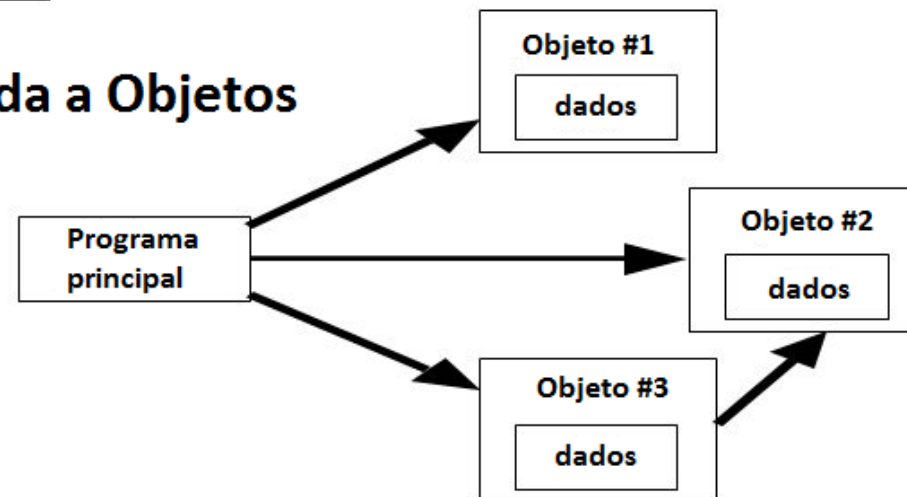 da a Objetos
Objeto #1
dados
Programa
principal
Objeto #2
dados
Objeto #3
dados